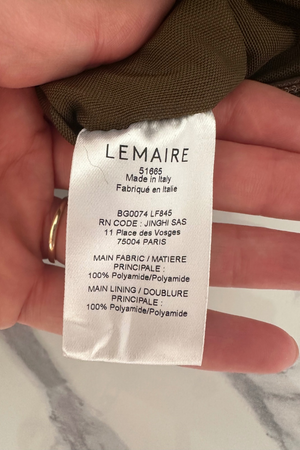 LEMAIRE
51665
Made in Italy
Fabriqué en Italie
BG0074 LF845
RN CODE : JINGHI SAS
11 Place des Vosges
75004 PARIS
MAIN FABRIC / MATIERE
PRINCIPALE :
100% Polyamide/Polyamide
MAIN LINING / DOUBLURE
PRINCIPALE :
100% Polyamide/Polyamide